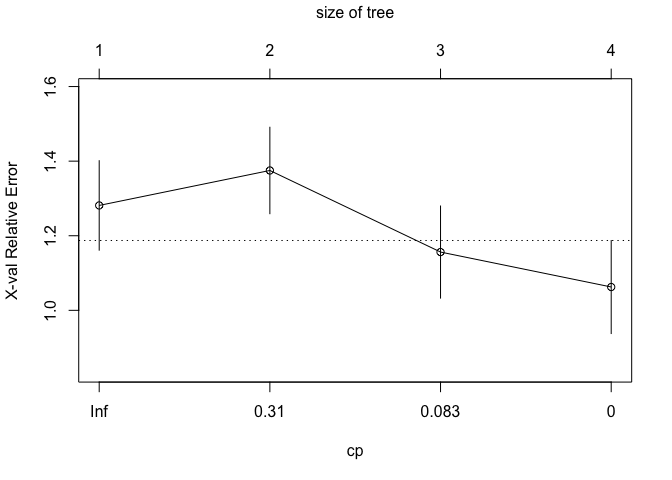 size of tree
1 2 3 4
X-val Relative Error
1.6
1.4
1.2
1.0
Inf 0.31 0.083 0
cp